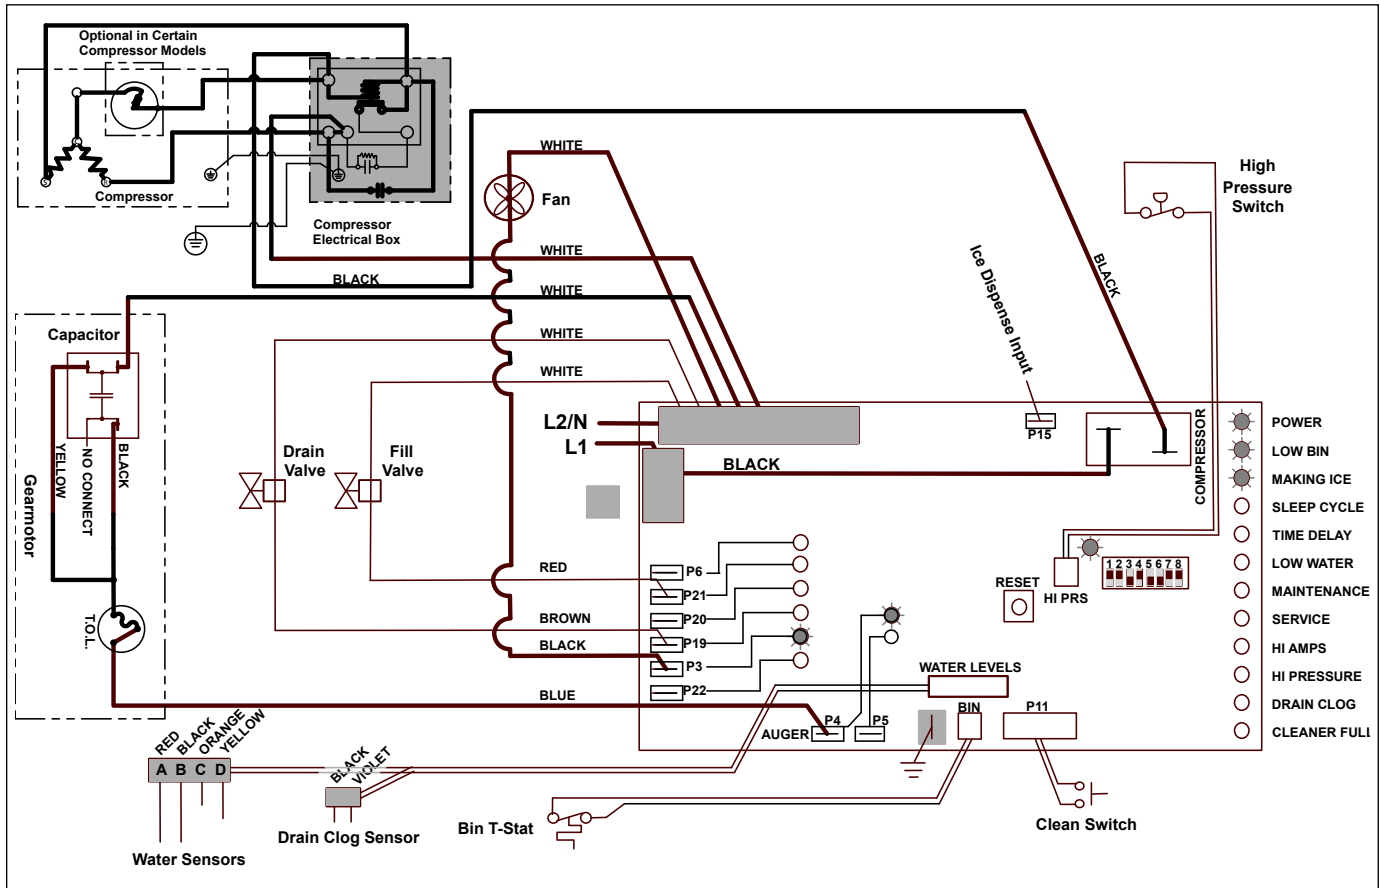 Optional in Certain
Compressor Models
Compressor
Compressor
Electrical Box
WHITE
Fan
WHITE
BLACK
WHITE
WHITE
WHITE
BLACK
High
Pressure
Switch
Ice Dispense Input
P15
L2/N
L1
BLACK
COMPRESSOR
Capacitor
YELLOW
NO CONNECT
BLACK
Gearmotor
T.O.L.
Drain
Valve
Fill
Valve
RED
BROWN
BLACK
BLUE
P6
P21
P20
P19
P3
P22
P4
AUGER
P5
WATER LEVELS
BIN
P11
RESET
HI PRS
1 2 3 4 5 6 7 8
POWER
LOW BIN
MAKING ICE
SLEEP CYCLE
TIME DELAY
LOW WATER
MAINTENANCE
SERVICE
HI AMPS
HI PRESSURE
DRAIN CLOG
CLEANER FULL
RED
BLACK
ORANGE
YELLOW
A B C D
Water Sensors
BLACK
VIOLET
Drain Clog Sensor
Bin T-Stat
Clean Switch